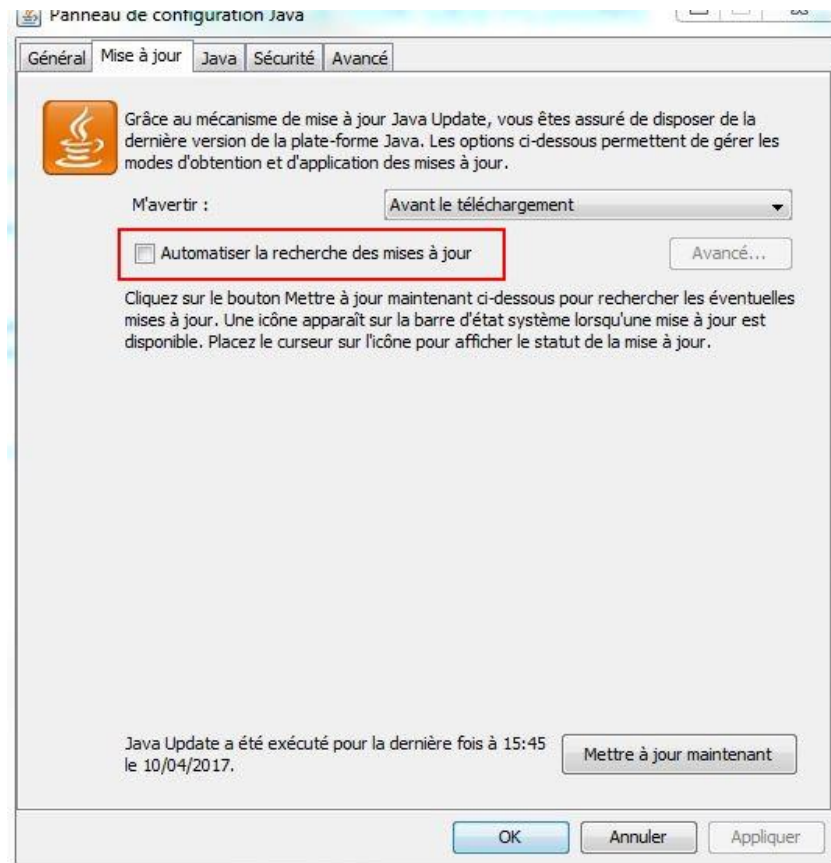 Panneau de configuration Java
Général Mise à jour Java Sécurité Avancé
Grâce au mécanisme de mise à jour Java Update, vous êtes assuré de disposer de la
dernière version de la plate-forme Java. Les options ci-dessous permettent de gérer les
modes d'obtention et d'application des mises à jour.
M'avertir : Avant le téléchargement
Automatiser la recherche des mises à jour Avancé...
Cliquez sur le bouton Mettre à jour maintenant ci-dessous pour rechercher les éventuelles
mises à jour. Une icône apparaît sur la barre d'état système lorsqu'une mise à jour est
disponible. Placez le curseur sur l'icône pour afficher le statut de la mise à jour.
Java Update a été exécuté pour la dernière fois à 15:45
le 10/04/2017.
Mettre à jour maintenant
OK Annuler Appliquer